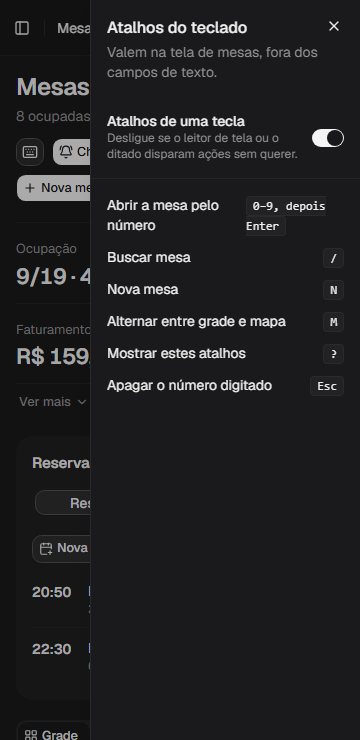 Mesas
Atalhos do teclado
Valem na tela de mesas, fora dos
campos de texto.
Mesas
8 ocupadas
Atalhos de uma tecla
Desligue se o leitor de tela ou o
ditado disparam ações sem querer.
Nova me
Abrir a mesa pelo
número
0–9, depois
Enter
Ocupação
9/19 · 4
Buscar mesa
/
Nova mesa
N
Faturamento
R$ 159
Alternar entre grade e mapa
M
Mostrar estes atalhos
?
Apagar o número digitado
Esc
Ver mais
Reserva
Res
Nova
20:50
22:30
Grade